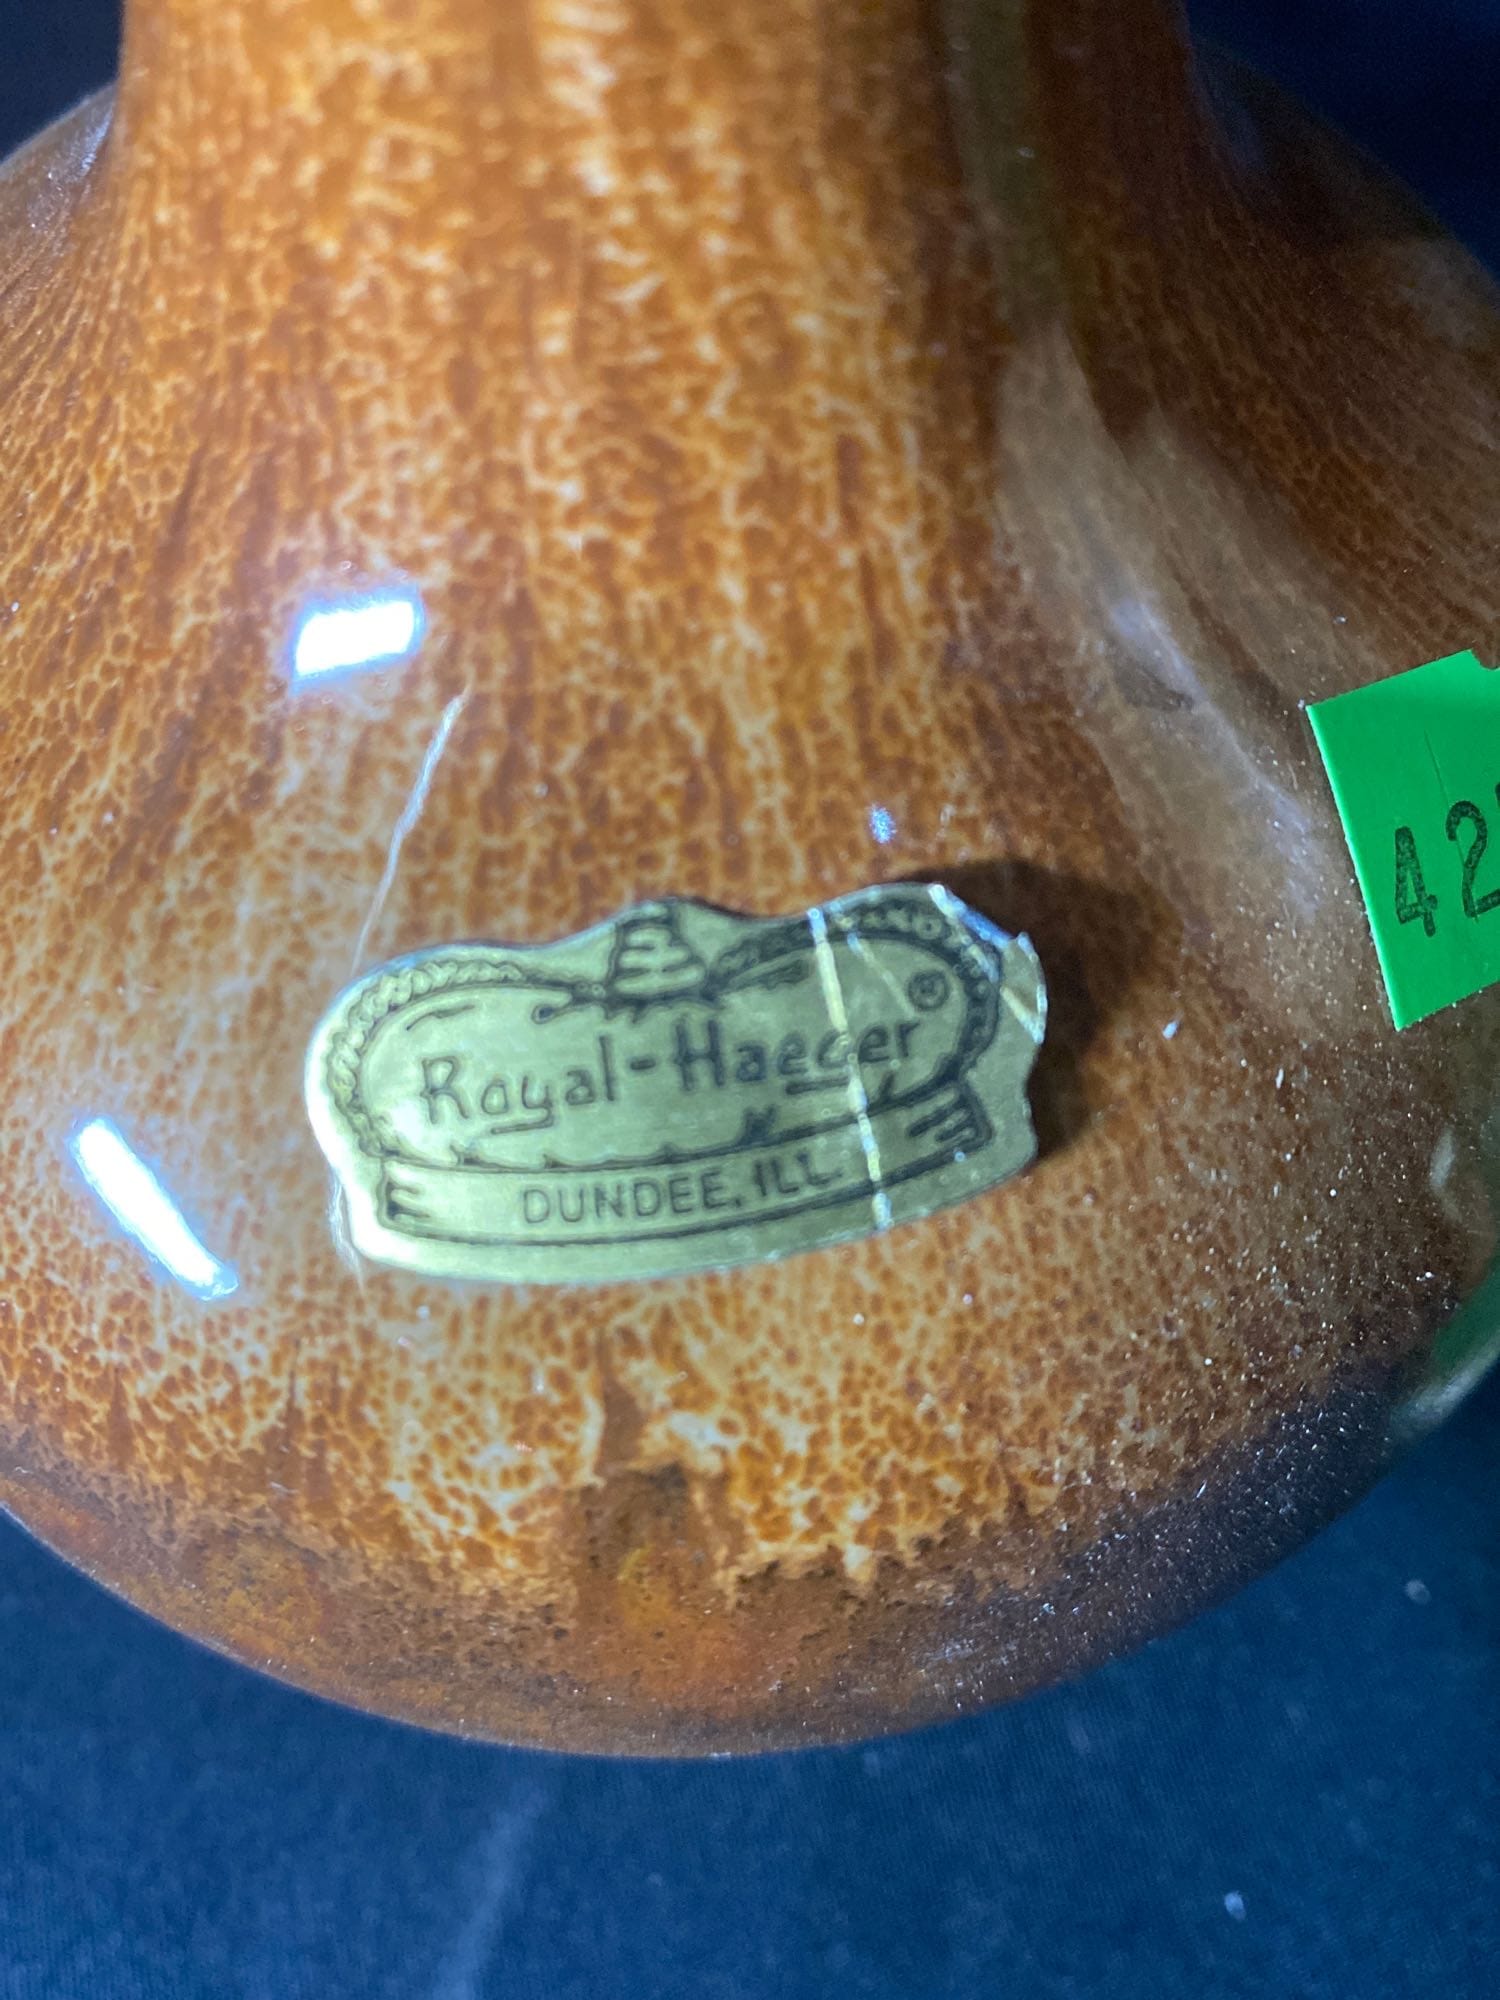 Royal-Haeger ®
DUNDEE, ILL.
42